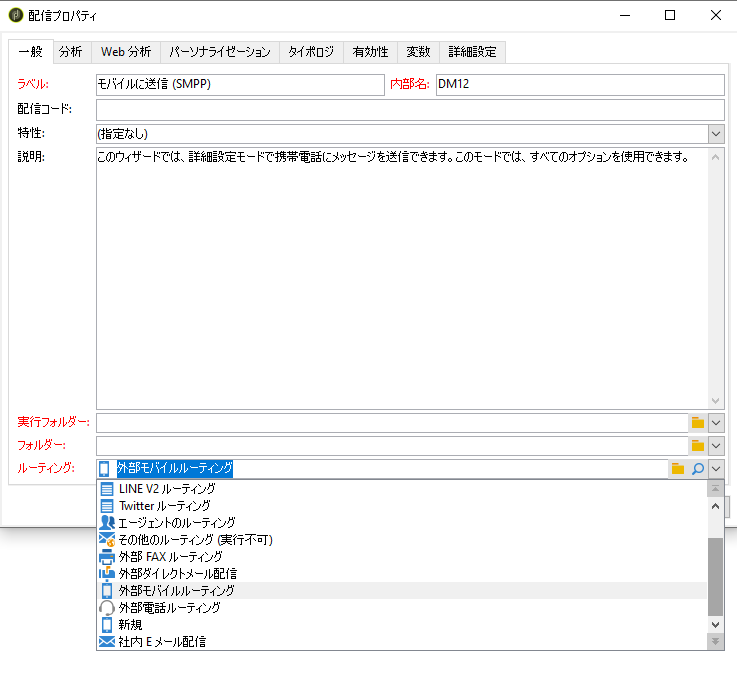 配信プロパティ
一般 分析 Web 分析 パーソナライゼーション タイポロジ 有効性 変数 詳細設定
ラベル: モバイルに送信 (SMPP) 内部名: DM12
配信コード:
特性: (指定なし)
説明: このウィザードでは、詳細設定モードで携帯電話にメッセージを送信できます。このモードでは、すべてのオプションを使用できます。
実行フォルダー:
フォルダー:
ルーティング: 外部モバイルルーティング
LINE V2 ルーティング
Twitter ルーティング
エージェントのルーティング
その他のルーティング (実行不可)
外部 FAX ルーティング
外部ダイレクトメール配信
外部モバイルルーティング
外部電話ルーティング
新規
社内 E メール配信